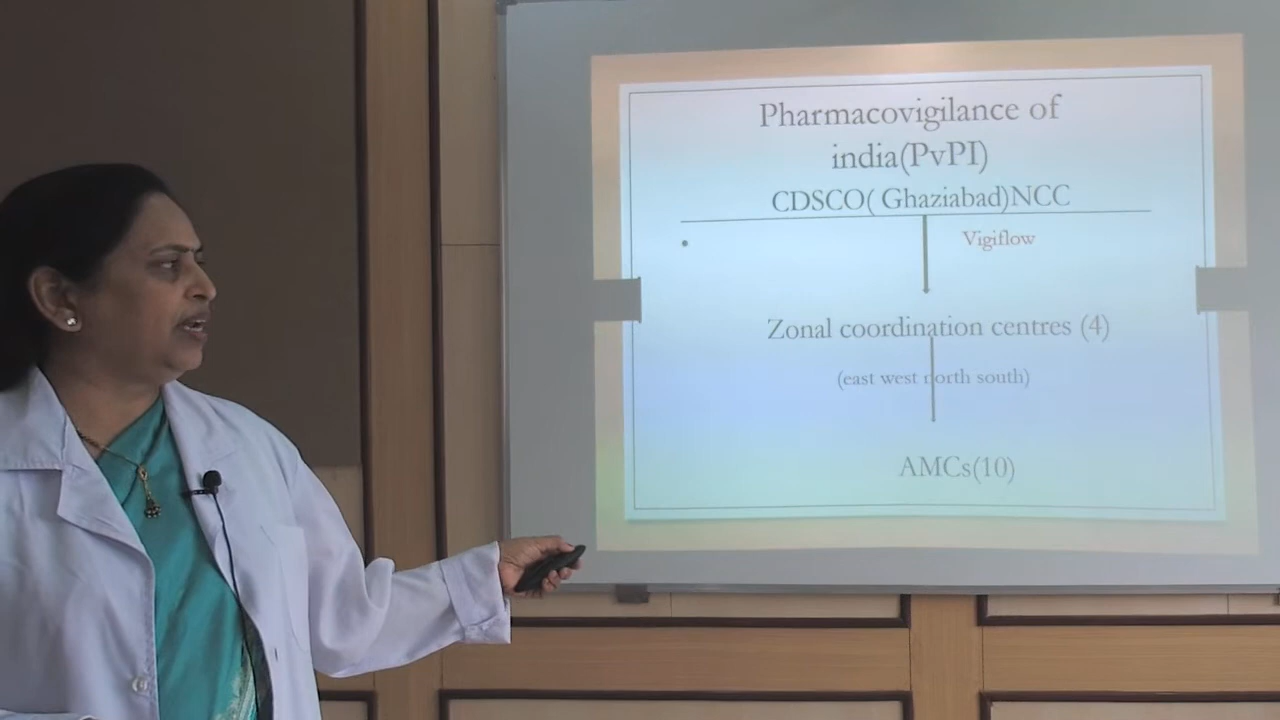 Pharmacovigilance of
india(PvPI)
CDSCO( Ghaziabad)NCC
Vigiflow
Zonal coordination centres (4)
(east west north south)
AMCs(10)